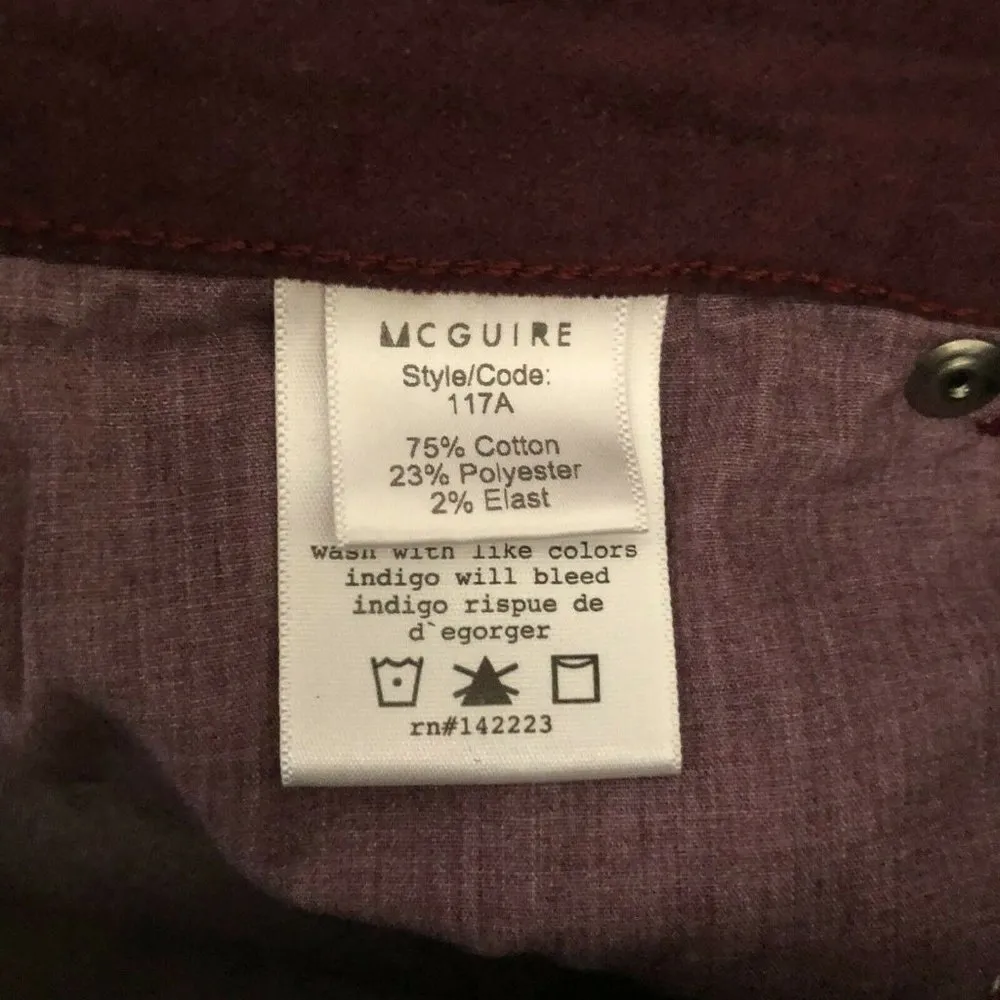 MCGUIRE
Style/Code:
117A
75% Cotton
23% Polyester
2% Elast
wash with like colors
indigo will bleed
indigo rispue de
d`egorger
rn#142223